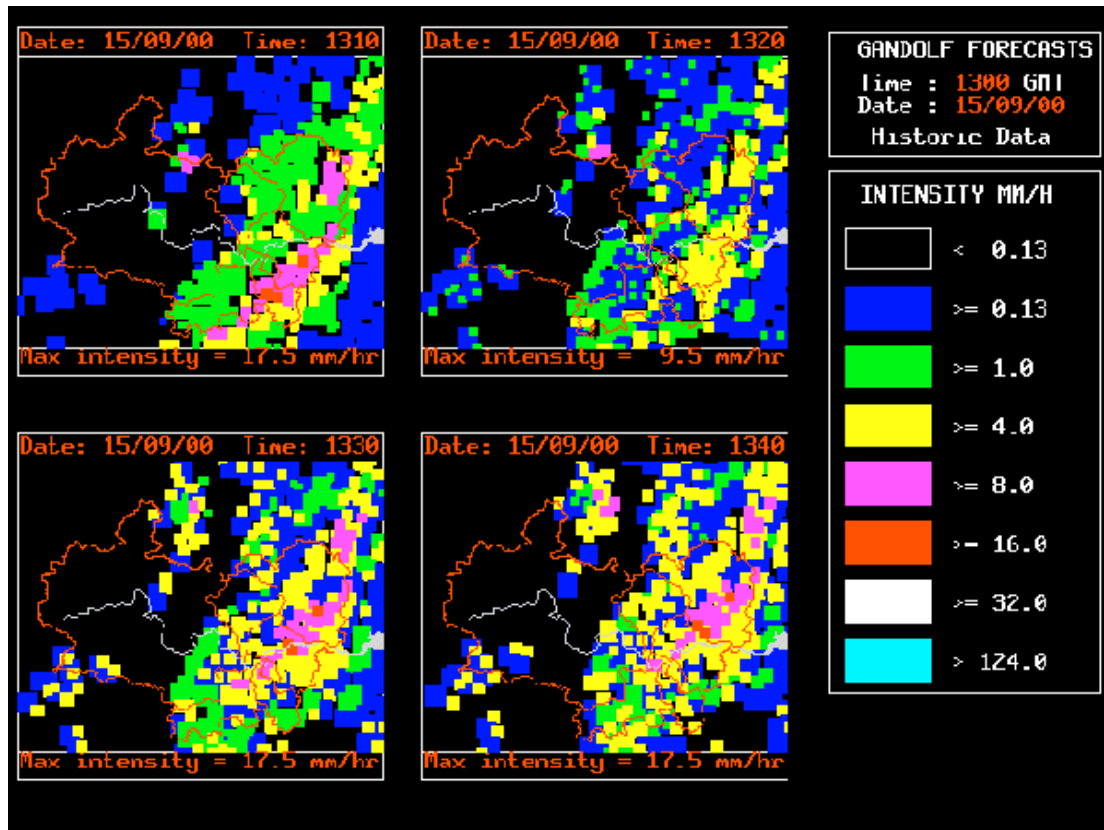 Date: 15/09/00 Time: 1310
Max intensity = 17.5 mm/hr
Date: 15/09/00 Time: 1320
Max intensity = 9.5 mm/hr
Date: 15/09/00 Time: 1330
Max intensity = 17.5 mm/hr
Date: 15/09/00 Time: 1340
Max intensity = 17.5 mm/hr
GANDOLF FORECASTS
Time : 1300 GMT
Date : 15/09/00
Historic Data
INTENSITY MM/H
< 0.13
>= 0.13
>= 1.0
>= 4.0
>= 8.0
>= 16.0
>= 32.0
> 124.0